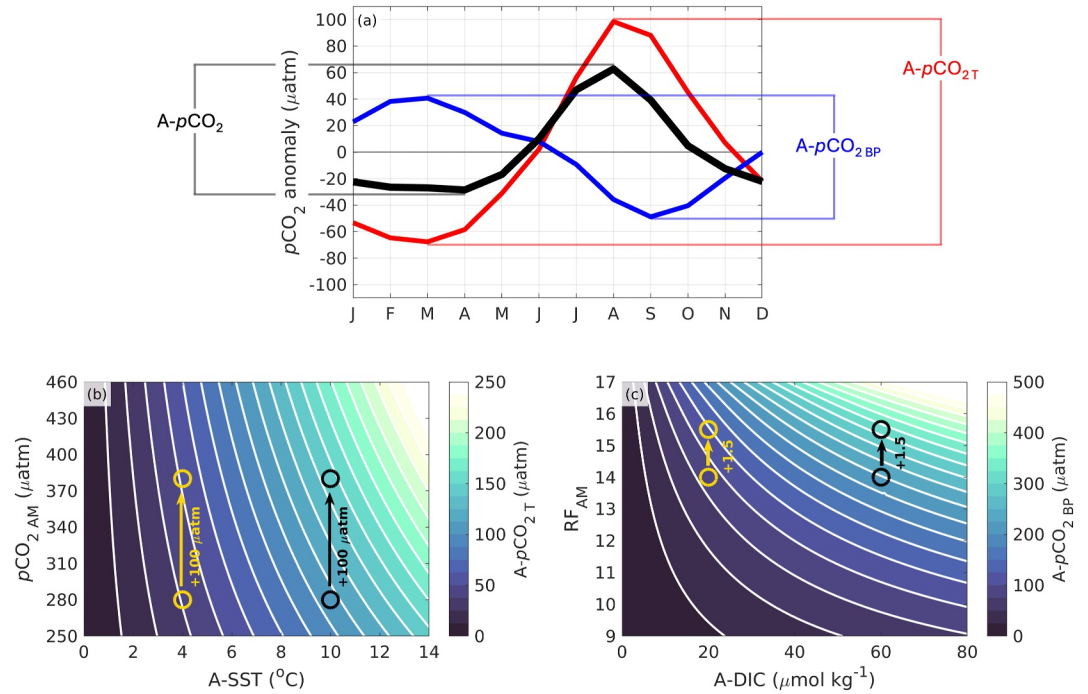 (a)
100
80
60
40
20
0
-20
-40
-60
-80
-100
pCO2 anomaly (µatm)
J F M A M J J A S O N D
A-pCO2
A-pCO2 BP
A-pCO2 T
(b)
460
430
400
370
340
310
280
250
pCO2 AM (µatm)
+100 µatm
+100 µatm
0 2 4 6 8 10 12 14
A-SST (°C)
250
200
150
100
50
0
A-pCO2 T (µatm)
(c)
17
16
15
14
13
12
11
10
9
RFAM
+1.5
+1.5
0 20 40 60 80
A-DIC (µmol kg-1)
500
400
300
200
100
0
A-pCO2 BP (µatm)